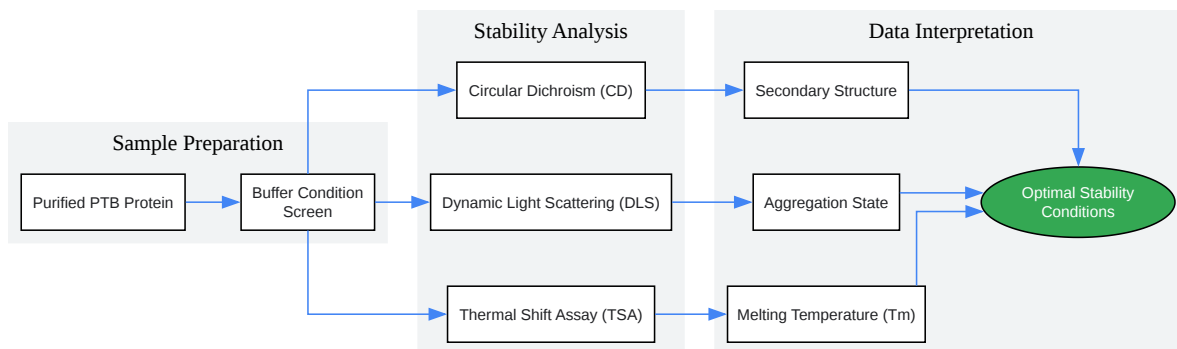 Stability Analysis
Data Interpretation
Circular Dichroism (CD)
Secondary Structure
Sample Preparation
Purified PTB Protein
Buffer Condition
Screen
Dynamic Light Scattering (DLS)
Aggregation State
Optimal Stability
Conditions
Thermal Shift Assay (TSA)
Melting Temperature (Tm)